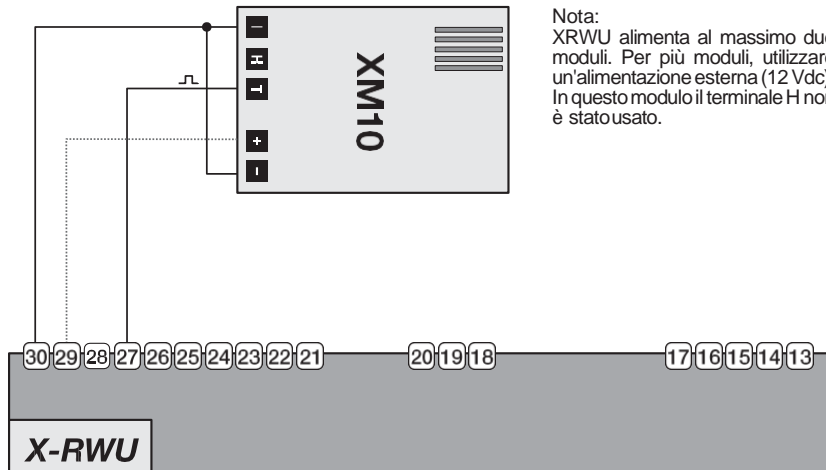 Nota:
XRWU alimenta al massimo due
moduli. Per più moduli, utilizzare
un'alimentazione esterna (12 Vdc)
In questo modulo il terminale H non
è stato usato.
I
H
T
+
-
XM10
30 29 28 27 26 25 24 23 22 21 20 19 18 17 16 15 14 13
X-RWU